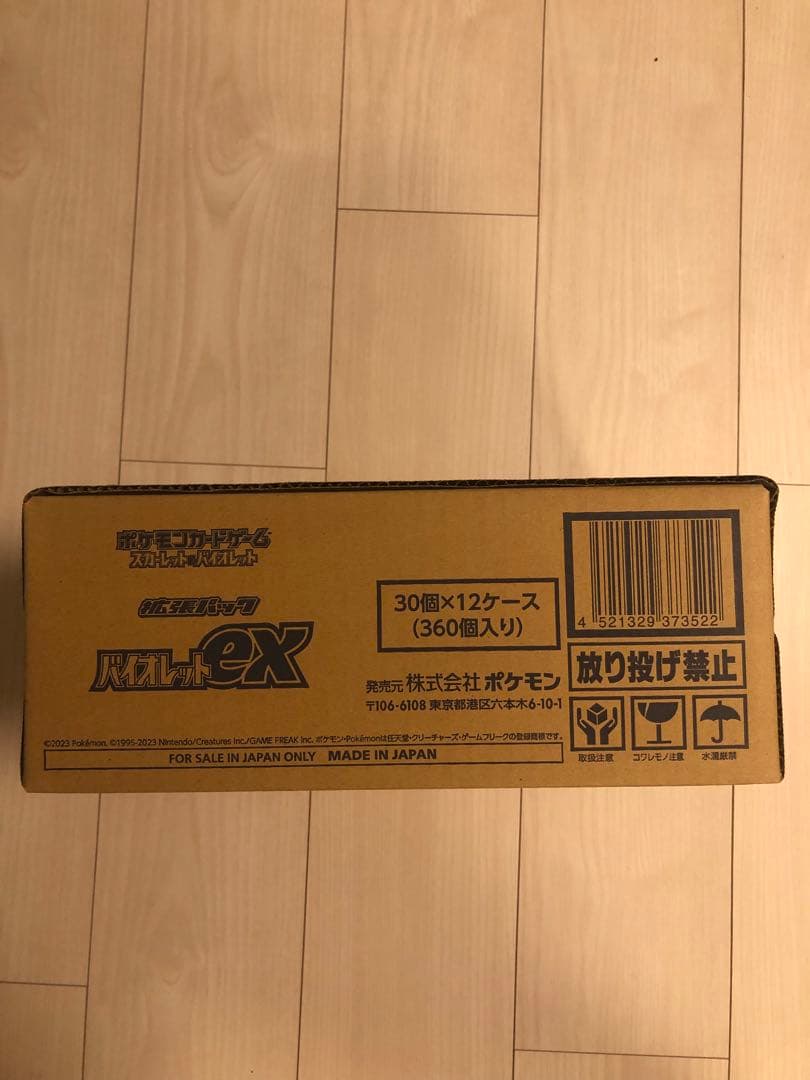 ポケモンカードゲーム
スカーレット&バイオレット
拡張パック
バイオレットex
30個×12ケース
(360個入り)
発売元 株式会社 ポケモン
〒106-6108 東京都港区六本木6-10-1
4 521329 373522
放り投げ禁止
取扱注意
コワレモノ注意
水濡厳禁
©2023 Pokémon. ©1995-2023 Nintendo/Creatures Inc./GAME FREAK inc. ポケモン・Pokémonは任天堂・クリーチャーズ・ゲームフリークの登録商標です。
FOR SALE IN JAPAN ONLY MADE IN JAPAN